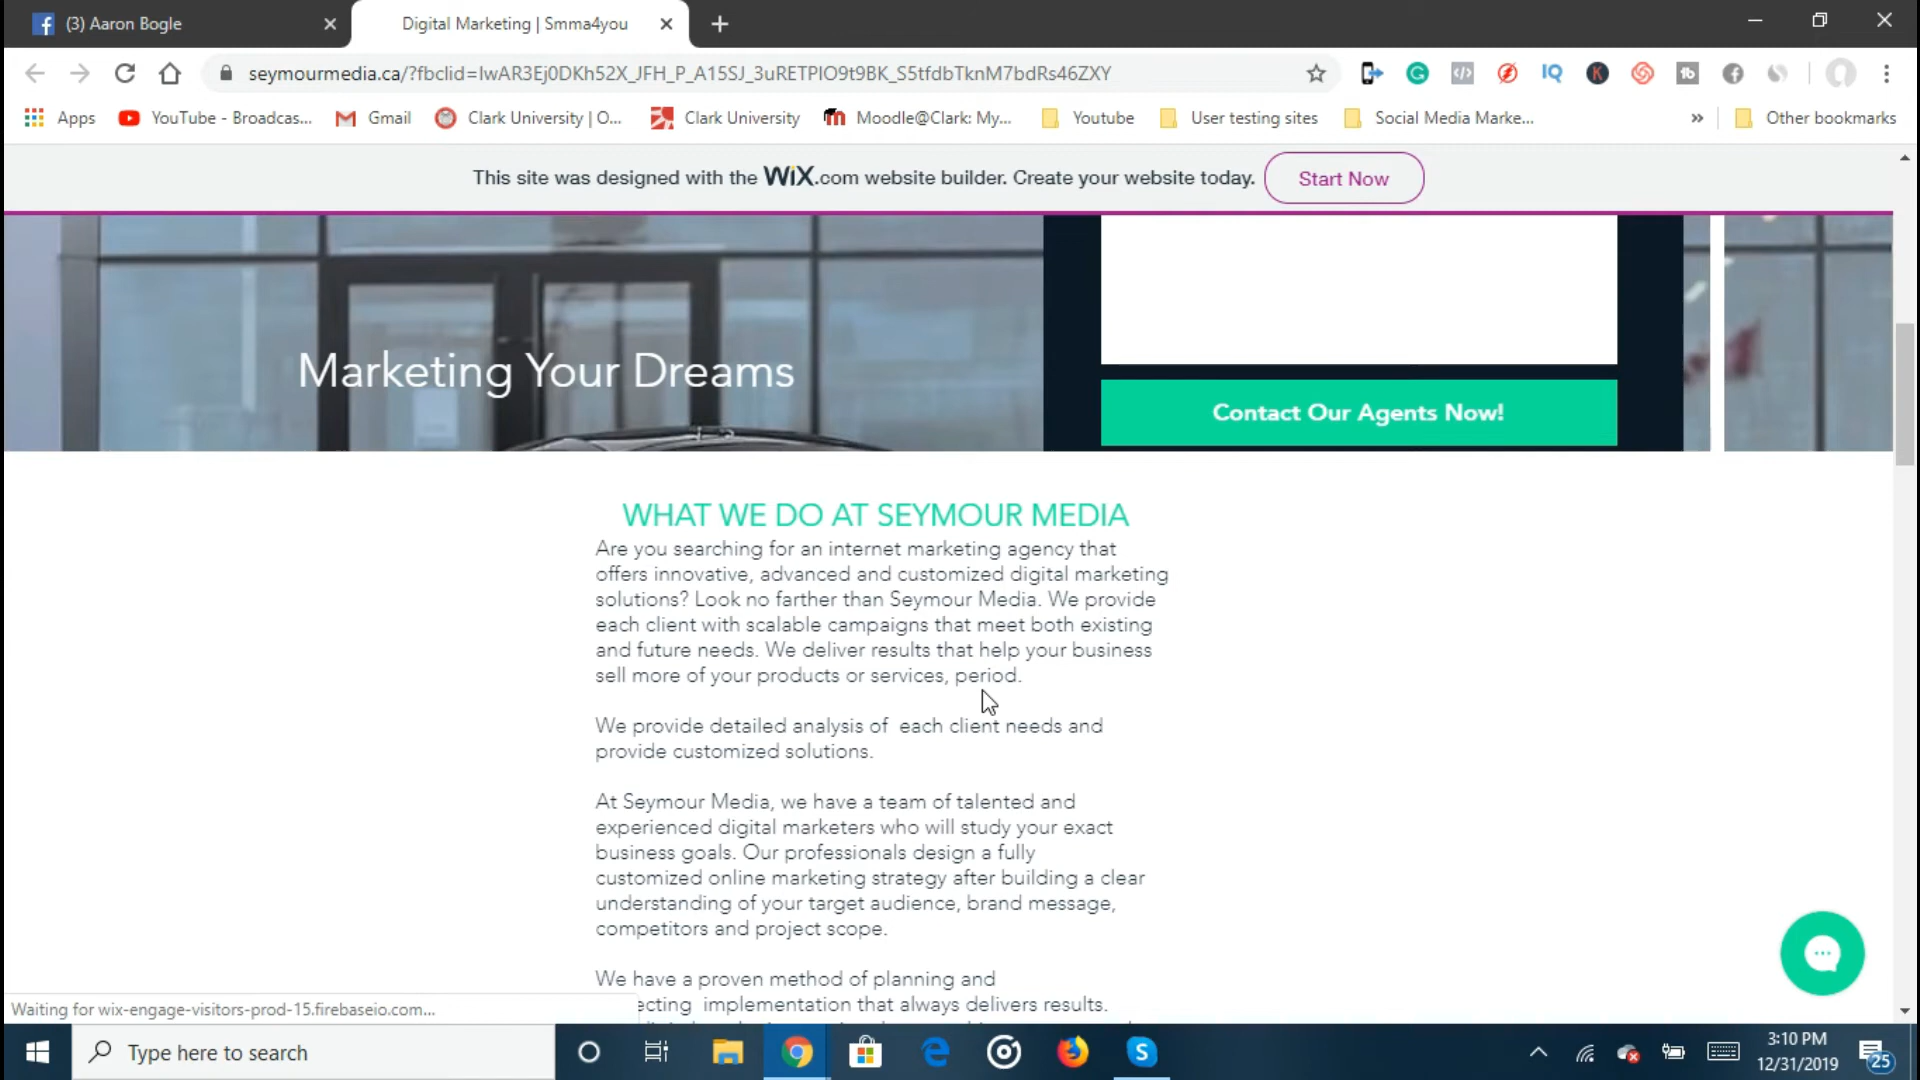 (3) Aaron Bogle
Digital Marketing | Smma4you
seymourmedia.ca/?fbclid=IwAR3Ej0DKh52X_JFH_P_A15SJ_3uRETPIO9t9BK_S5tfdbTknM7bdRs46ZXY
Apps
YouTube - Broadcas...
Gmail
Clark University | O...
Clark University
Moodle@Clark: My...
Youtube
User testing sites
Social Media Marke...
»
Other bookmarks
This site was designed with the WiX.com website builder. Create your website today.
Start Now
Marketing Your Dreams
Contact Our Agents Now!
WHAT WE DO AT SEYMOUR MEDIA
Are you searching for an internet marketing agency that
offers innovative, advanced and customized digital marketing
solutions? Look no farther than Seymour Media. We provide
each client with scalable campaigns that meet both existing
and future needs. We deliver results that help your business
sell more of your products or services, period.
We provide detailed analysis of each client needs and
provide customized solutions.
At Seymour Media, we have a team of talented and
experienced digital marketers who will study your exact
business goals. Our professionals design a fully
customized online marketing strategy after building a clear
understanding of your target audience, brand message,
competitors and project scope.
We have a proven method of planning and
ecting implementation that always delivers results.
Waiting for wix-engage-visitors-prod-15.firebaseio.com...
Type here to search
3:10 PM
12/31/2019
25